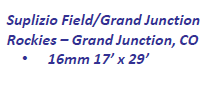 Suplizio Field/Grand Junction
Rockies – Grand Junction, CO
• 16mm 17’ x 29’